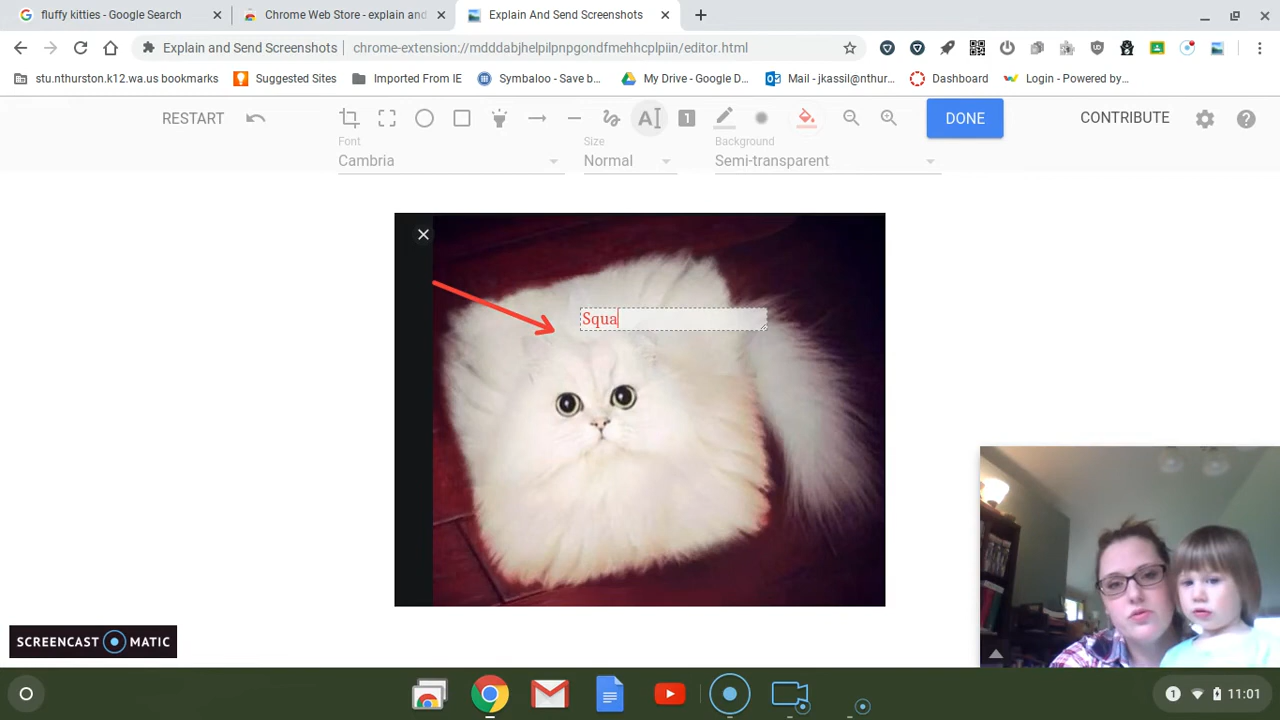 fluffy kitties - Google Search
Chrome Web Store - explain and
Explain And Send Screenshots
Explain and Send Screenshots
chrome-extension://mdddabjhelpilpnpgondfmehhcplpiin/editor.html
stu.nthurston.k12.wa.us bookmarks
Suggested Sites
Imported From IE
Symbaloo - Save b...
My Drive - Google D...
Mail - jkassil@nthur...
Dashboard
Login - Powered by...
RESTART
A
1
DONE
CONTRIBUTE
Font
Size
Background
Cambria
Normal
Semi-transparent
Squa
SCREENCAST MATIC
1
11:01